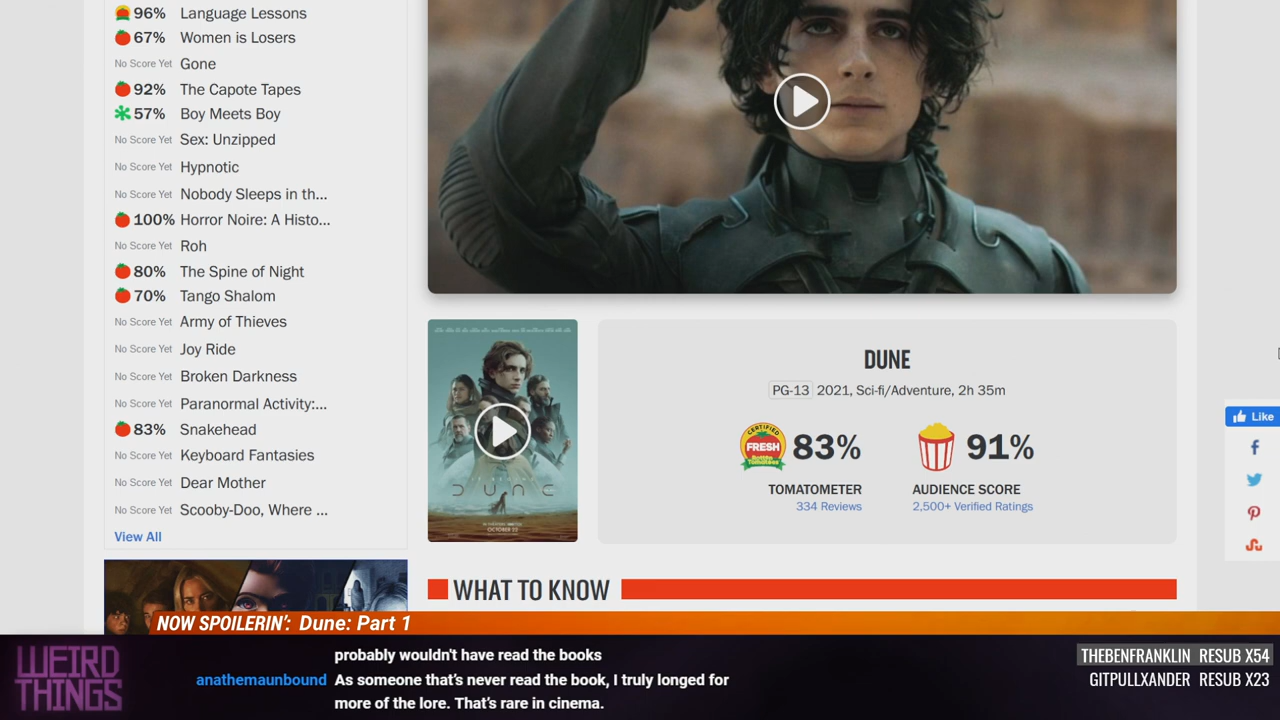 96% Language Lessons
67% Women is Losers
No Score Yet Gone
92% The Capote Tapes
57% Boy Meets Boy
No Score Yet Sex: Unzipped
No Score Yet Hypnotic
No Score Yet Nobody Sleeps in th...
100% Horror Noire: A Histo...
No Score Yet Roh
80% The Spine of Night
70% Tango Shalom
No Score Yet Army of Thieves
No Score Yet Joy Ride
No Score Yet Broken Darkness
No Score Yet Paranormal Activity:...
83% Snakehead
No Score Yet Keyboard Fantasies
No Score Yet Dear Mother
No Score Yet Scooby-Doo, Where ...
View All
DUNE
OCTOBER 22
DUNE
PG-13 2021, Sci-fi/Adventure, 2h 35m
CERTIFIED
FRESH
Rotten
Tomatoes
83%
91%
TOMATOMETER
334 Reviews
AUDIENCE SCORE
2,500+ Verified Ratings
Like
WHAT TO KNOW
NOW SPOILERIN': Dune: Part 1
WEIRD
THINGS
probably wouldn't have read the books
anathemaunbound As someone that's never read the book, I truly longed for
more of the lore. That's rare in cinema.
THEBENFRANKLIN RESUB X54
GITPULLXANDER RESUB X23